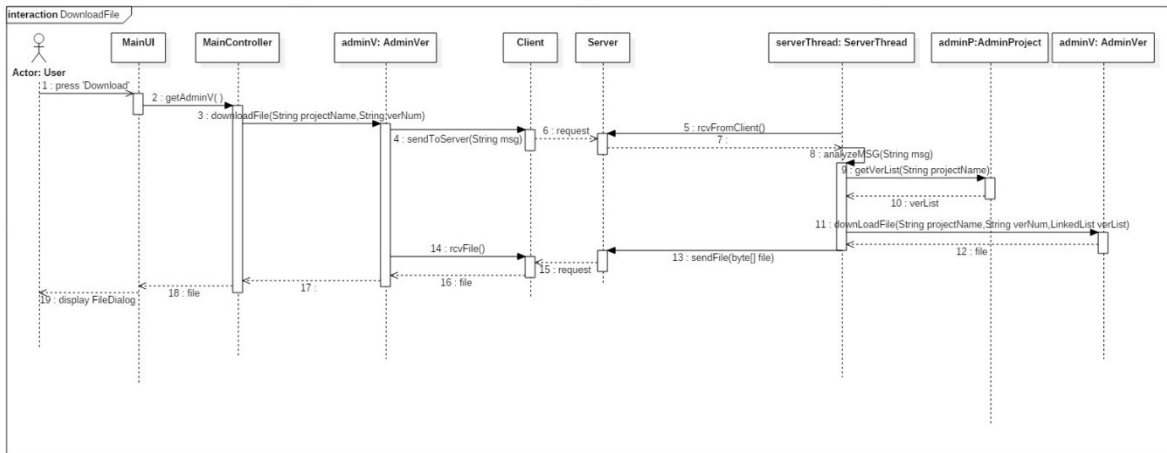 interaction DownloadFile
MainUI
MainController
adminV: AdminVer
Client
Server
serverThread: ServerThread
adminP:AdminProject
adminV: AdminVer
Actor: User
1 : press 'Download'
2 : getAdminV( )
3 : downloadFile(String projectName,String verNum)
4 : sendToServer(String msg)
6 : request
5 : rcvFromClient()
7 :
8 : analyzeMSG(String msg)
9 : getVerList(String projectName)
10 : verList
11 : downLoadFile(String projectName,String verNum,LinkedList verList)
12 : file
14 : rcvFile()
13 : sendFile(byte[] file)
15 : request
16 : file
17 :
18 : file
19 : display FileDialog